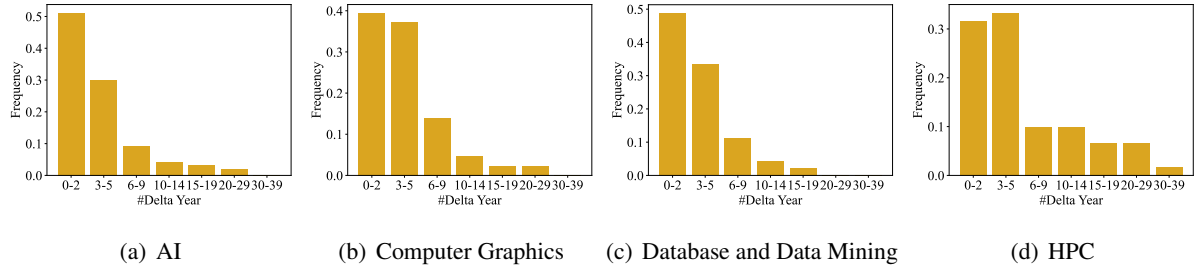 0.5
0.4
0.3
0.2
0.1
0.0
Frequency
0-2 3-5 6-9 10-14 15-19 20-29 30-39
#Delta Year
(a) AI
0.4
0.3
0.2
0.1
0.0
Frequency
0-2 3-5 6-9 10-14 15-19 20-29 30-39
#Delta Year
(b) Computer Graphics
0.5
0.4
0.3
0.2
0.1
0.0
Frequency
0-2 3-5 6-9 10-14 15-19 20-29 30-39
#Delta Year
(c) Database and Data Mining
0.3
0.2
0.1
0.0
Frequency
0-2 3-5 6-9 10-14 15-19 20-29 30-39
#Delta Year
(d) HPC